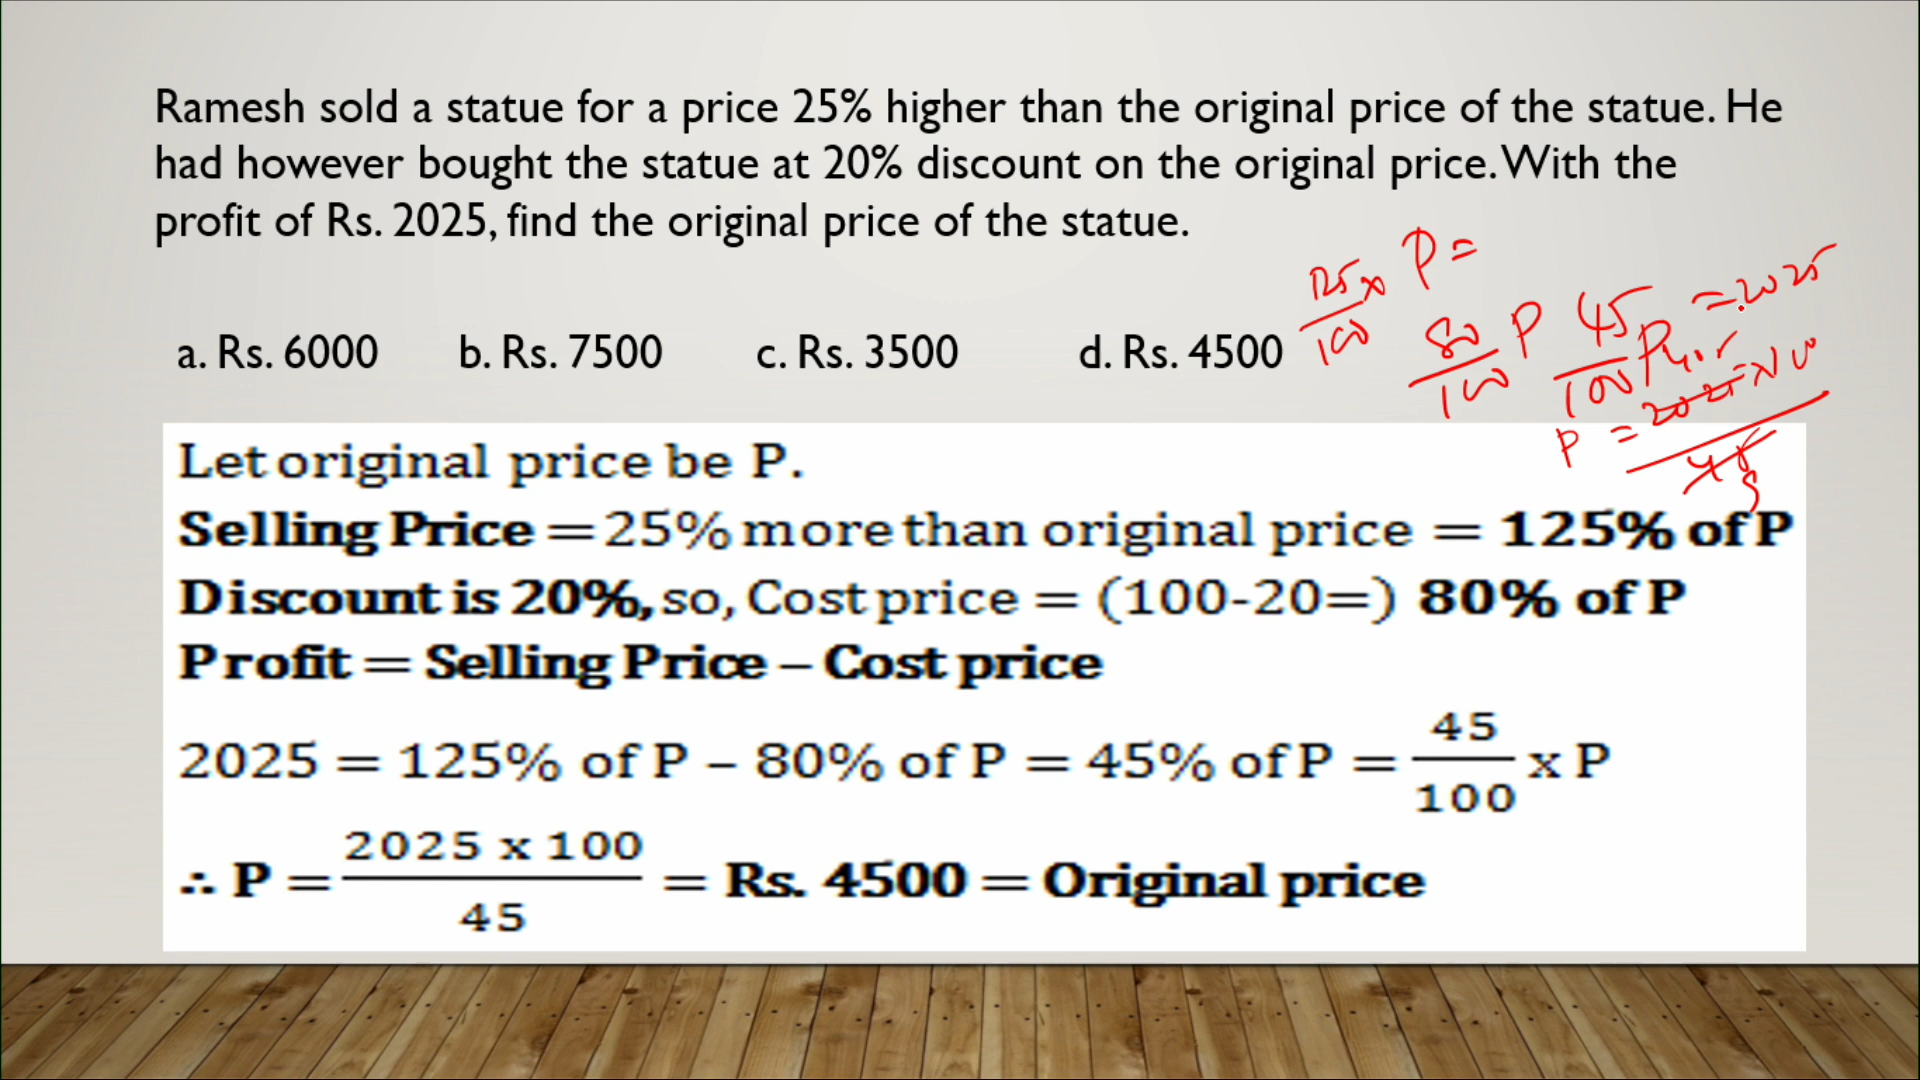 Ramesh sold a statue for a price 25% higher than the original price of the statue. He
had however bought the statue at 20% discount on the original price. With the
profit of Rs. 2025, find the original price of the statue.
a. Rs. 6000 b. Rs. 7500 c. Rs. 3500 d. Rs. 4500
125/100 x P =
80/100 P
45/100 P = 2025
P =
Let original price be P.
Selling Price = 25% more than original price = 125% of P
Discount is 20%, so, Cost price = (100-20=) 80% of P
Profit = Selling Price – Cost price
2025 = 125% of P – 80% of P = 45% of P = 45/100 x P
∴ P = 2025 x 100/45 = Rs. 4500 = Original price